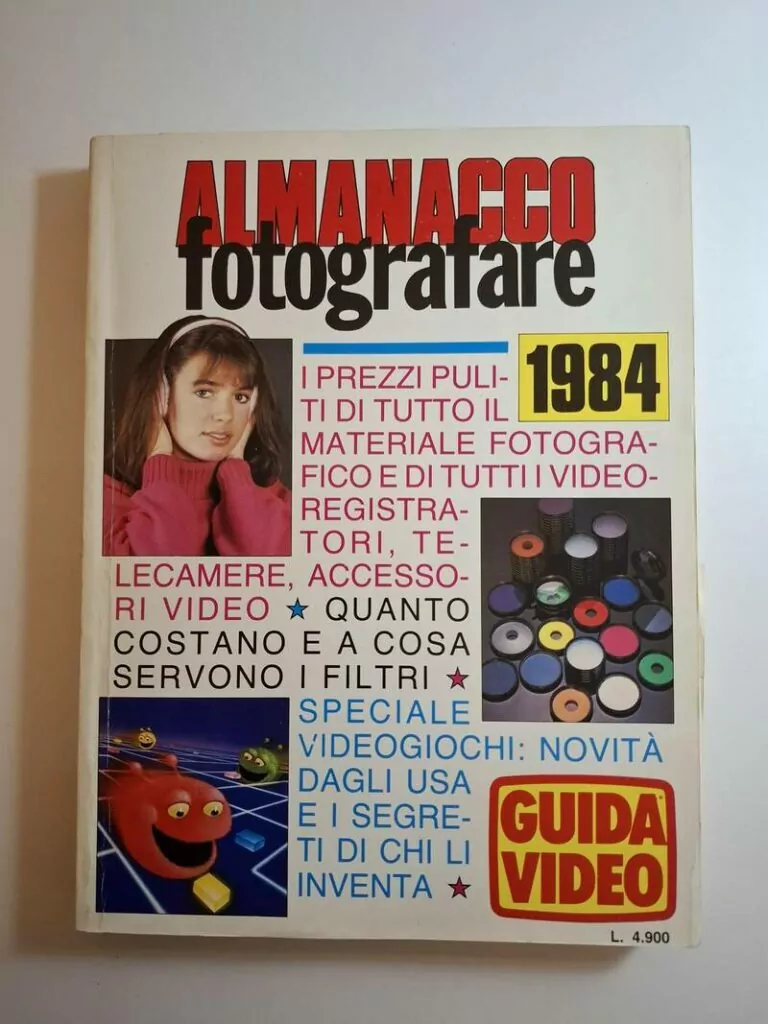 ALMANACCO
fotografare
1984
I PREZZI PULI-
TI DI TUTTO IL
MATERIALE FOTOGRA-
FICO E DI TUTTI I VIDEO-
REGISTRA-
TORI, TE-
LECAMERE, ACCESSO-
RI VIDEO ★ QUANTO
COSTANO E A COSA
SERVONO I FILTRI ★
SPECIALE
VIDEOGIOCHI: NOVITÀ
DAGLI USA
E I SEGRE-
TI DI CHI LI
INVENTA ★
GUIDA
VIDEO
L. 4.900